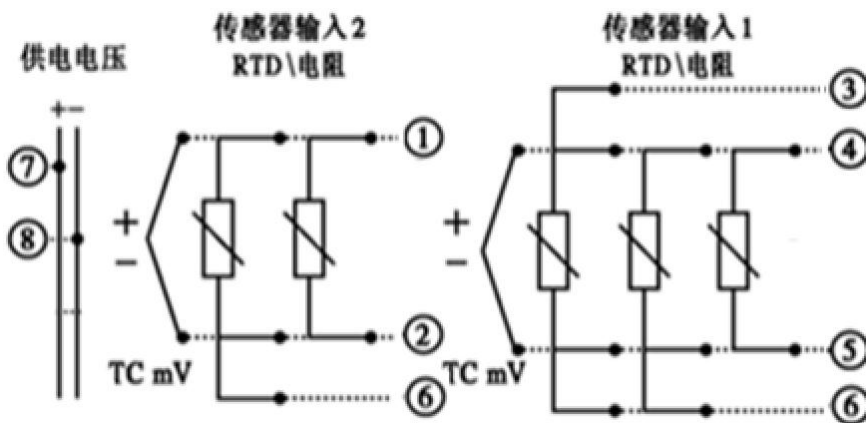 供电电压
+−
⑦
⑧
传感器输入2
RTD\电阻
+
−
TC mV
①
②
⑥
传感器输入1
RTD\电阻
+
−
TC mV
③
④
⑤
⑥